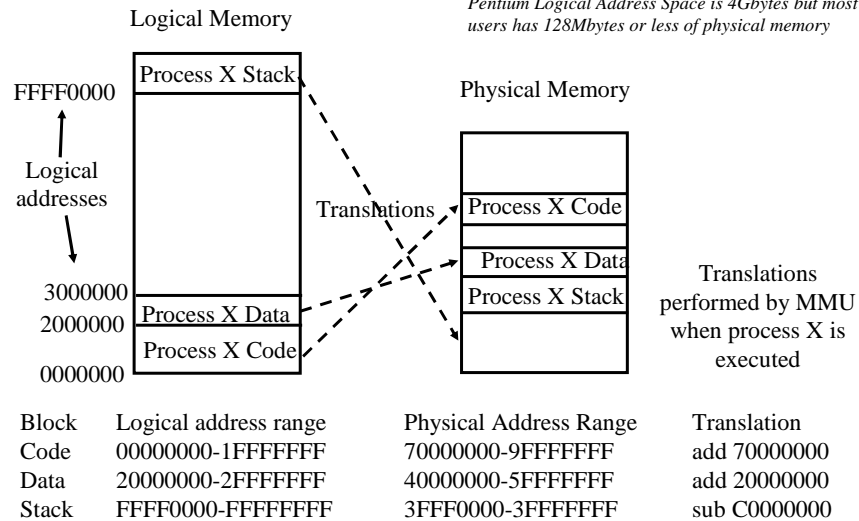 Pentium Logical Address Space is 4Gbytes but most
users has 128Mbytes or less of physical memory
Logical Memory
Process X Stack
FFFF0000
Logical
addresses
3000000
Process X Data
2000000
Process X Code
0000000
Translations
Physical Memory
Process X Code
Process X Data
Process X Stack
Translations
performed by MMU
when process X is
executed
Block Logical address range Physical Address Range Translation
Code 00000000-1FFFFFFF 70000000-9FFFFFFF add 70000000
Data 20000000-2FFFFFFF 40000000-5FFFFFFF add 20000000
Stack FFFF0000-FFFFFFFF 3FFF0000-3FFFFFFF sub C0000000